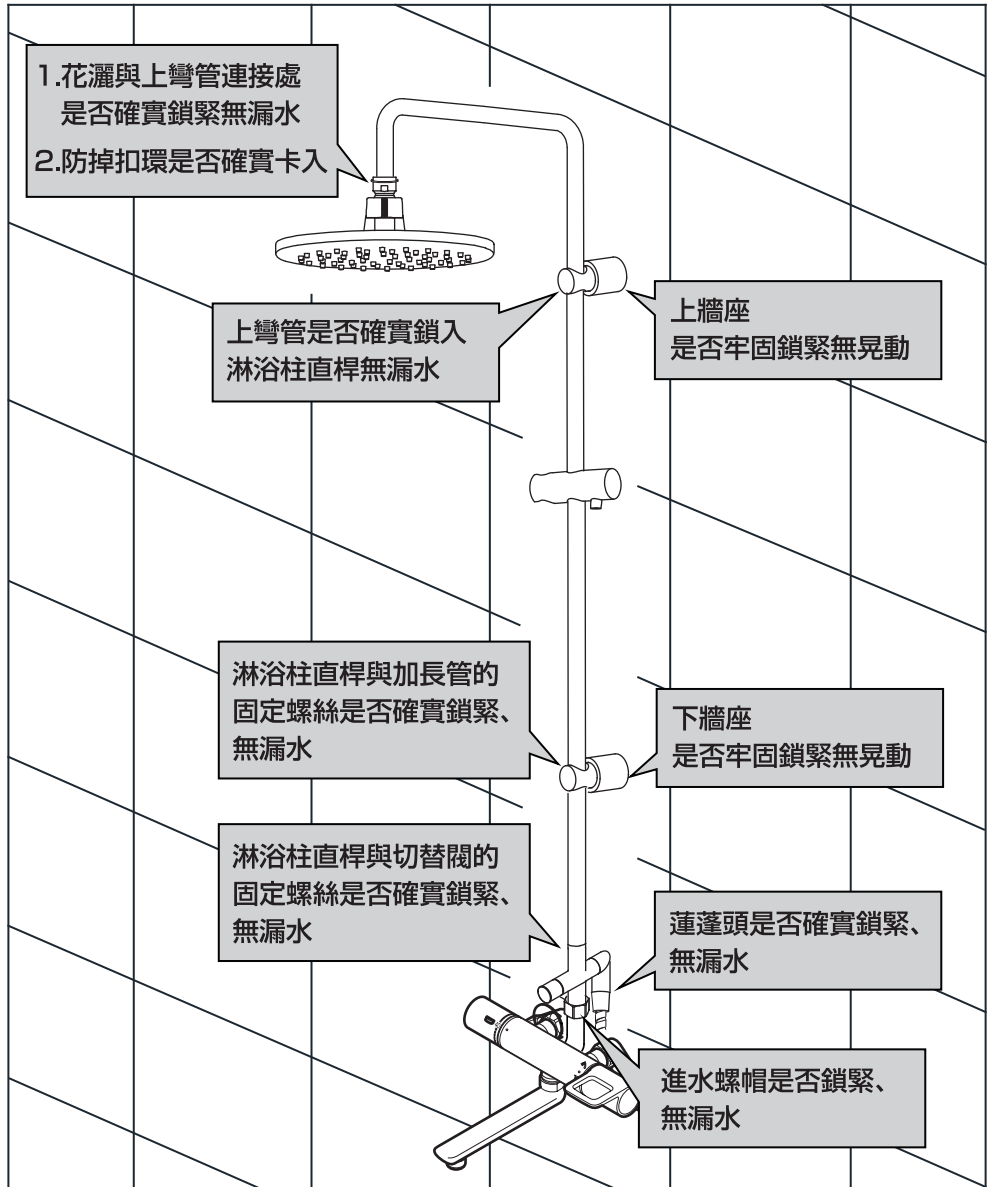 1.花灑與上彎管連接處
是否確實鎖緊無漏水
2.防掉扣環是否確實卡入
上彎管是否確實鎖入
淋浴柱直桿無漏水
上牆座
是否牢固鎖緊無晃動
淋浴柱直桿與加長管的
固定螺絲是否確實鎖緊、
無漏水
下牆座
是否牢固鎖緊無晃動
淋浴柱直桿與切替閥的
固定螺絲是否確實鎖緊、
無漏水
蓮蓬頭是否確實鎖緊、
無漏水
進水螺帽是否鎖緊、
無漏水